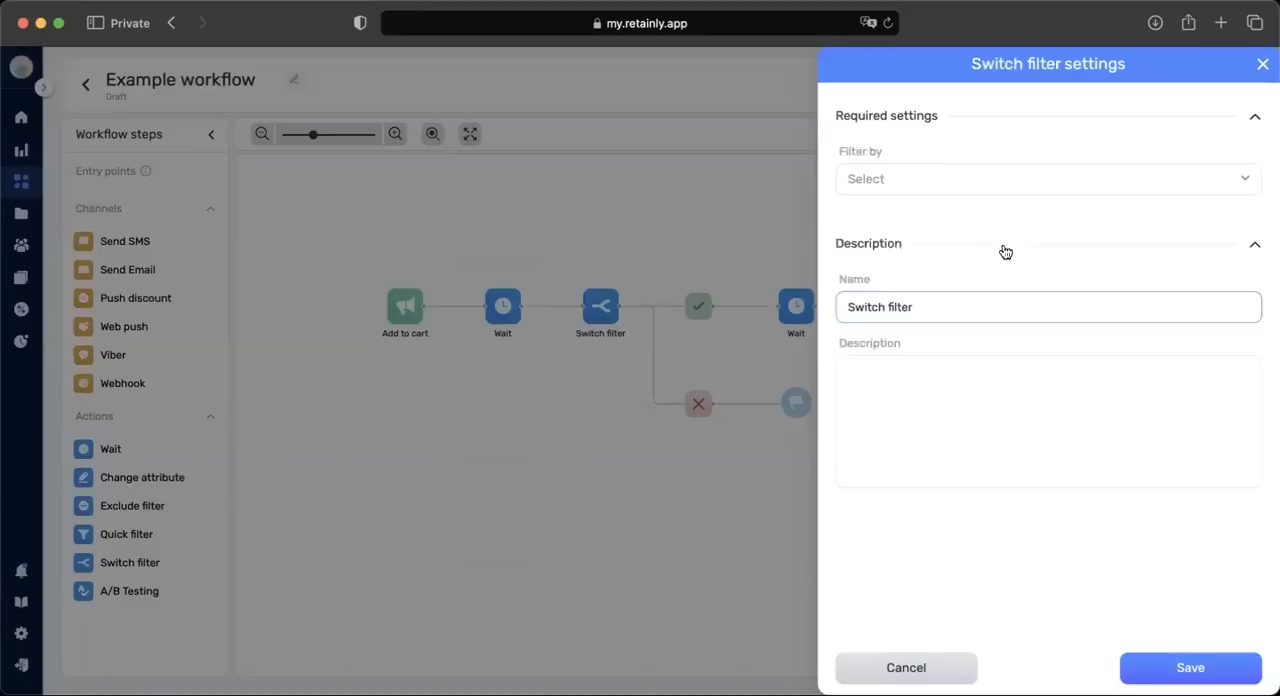 Private
my.retainly.app
Example workflow
Draft
Workflow steps
Entry points
Channels
Send SMS
Send Email
Push discount
Web push
Viber
Webhook
Actions
Wait
Change attribute
Exclude filter
Quick filter
Switch filter
A/B Testing
Add to cart
Wait
Switch filter
Wait
Switch filter settings
Required settings
Filter by
Select
Description
Name
Switch filter
Description
Cancel
Save